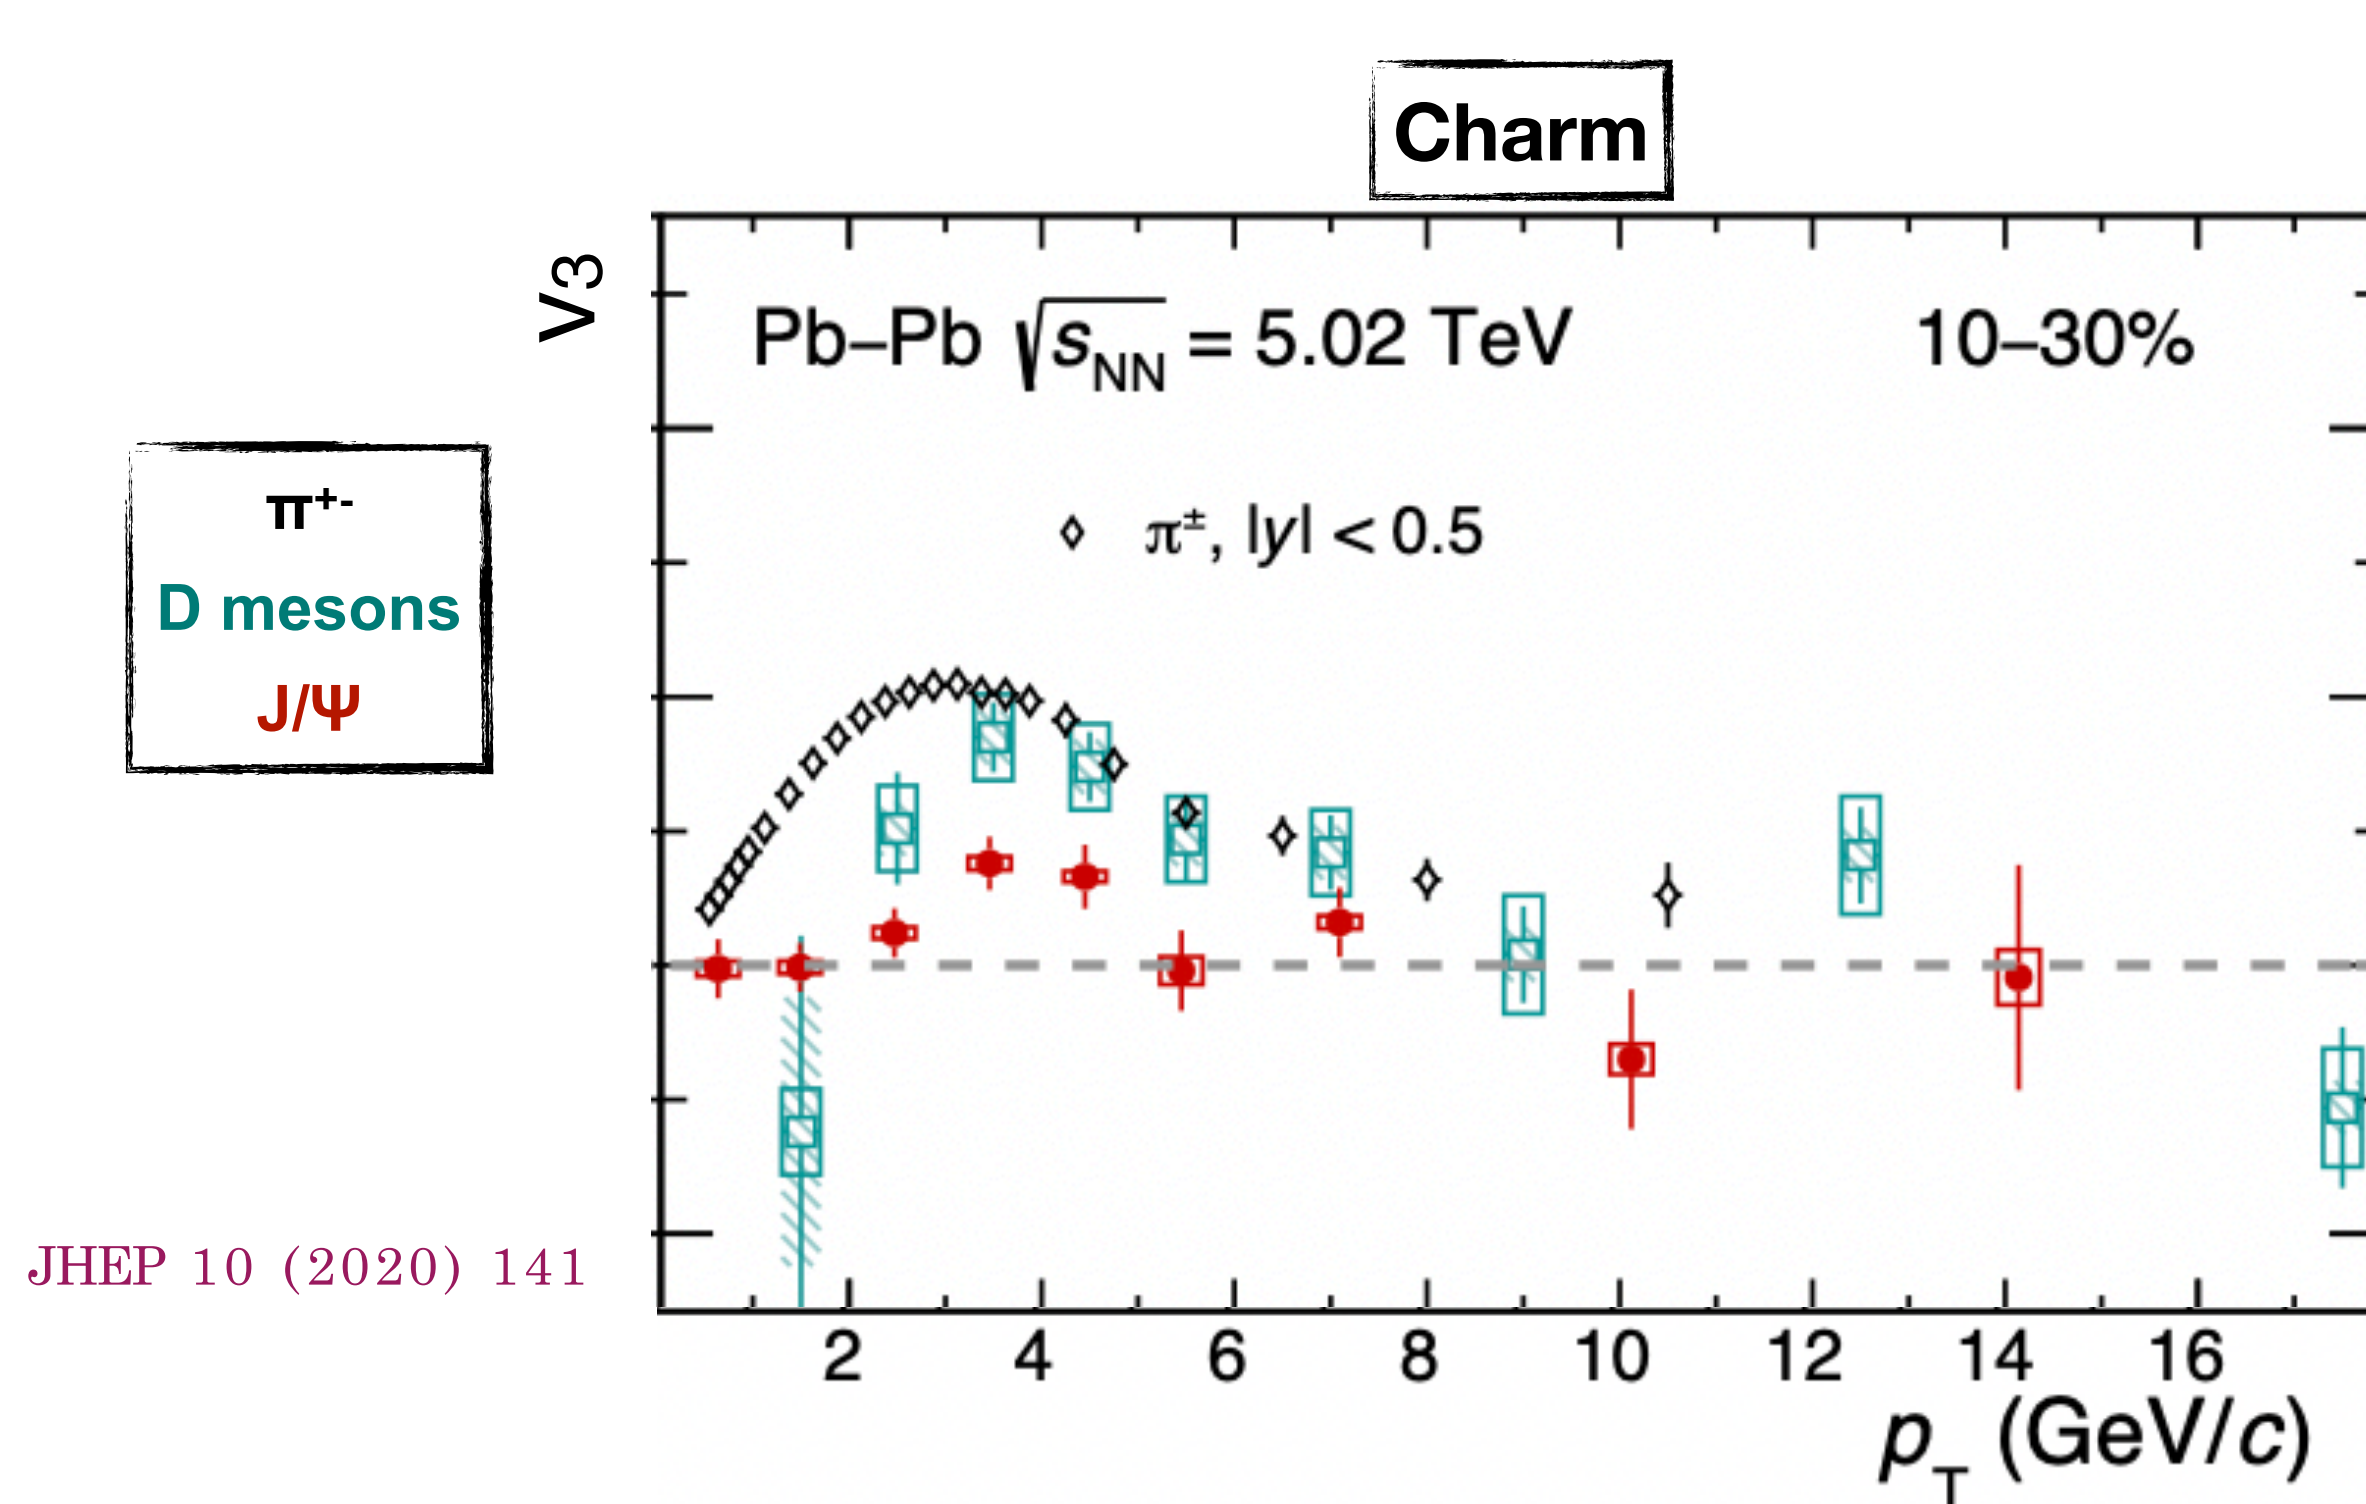 Charm
v3
Pb–Pb √sNN = 5.02 TeV
10–30%
π±, |y| < 0.5
π+-
D mesons
J/Ψ
JHEP 10 (2020) 141
2 4 6 8 10 12 14 16
pT (GeV/c)